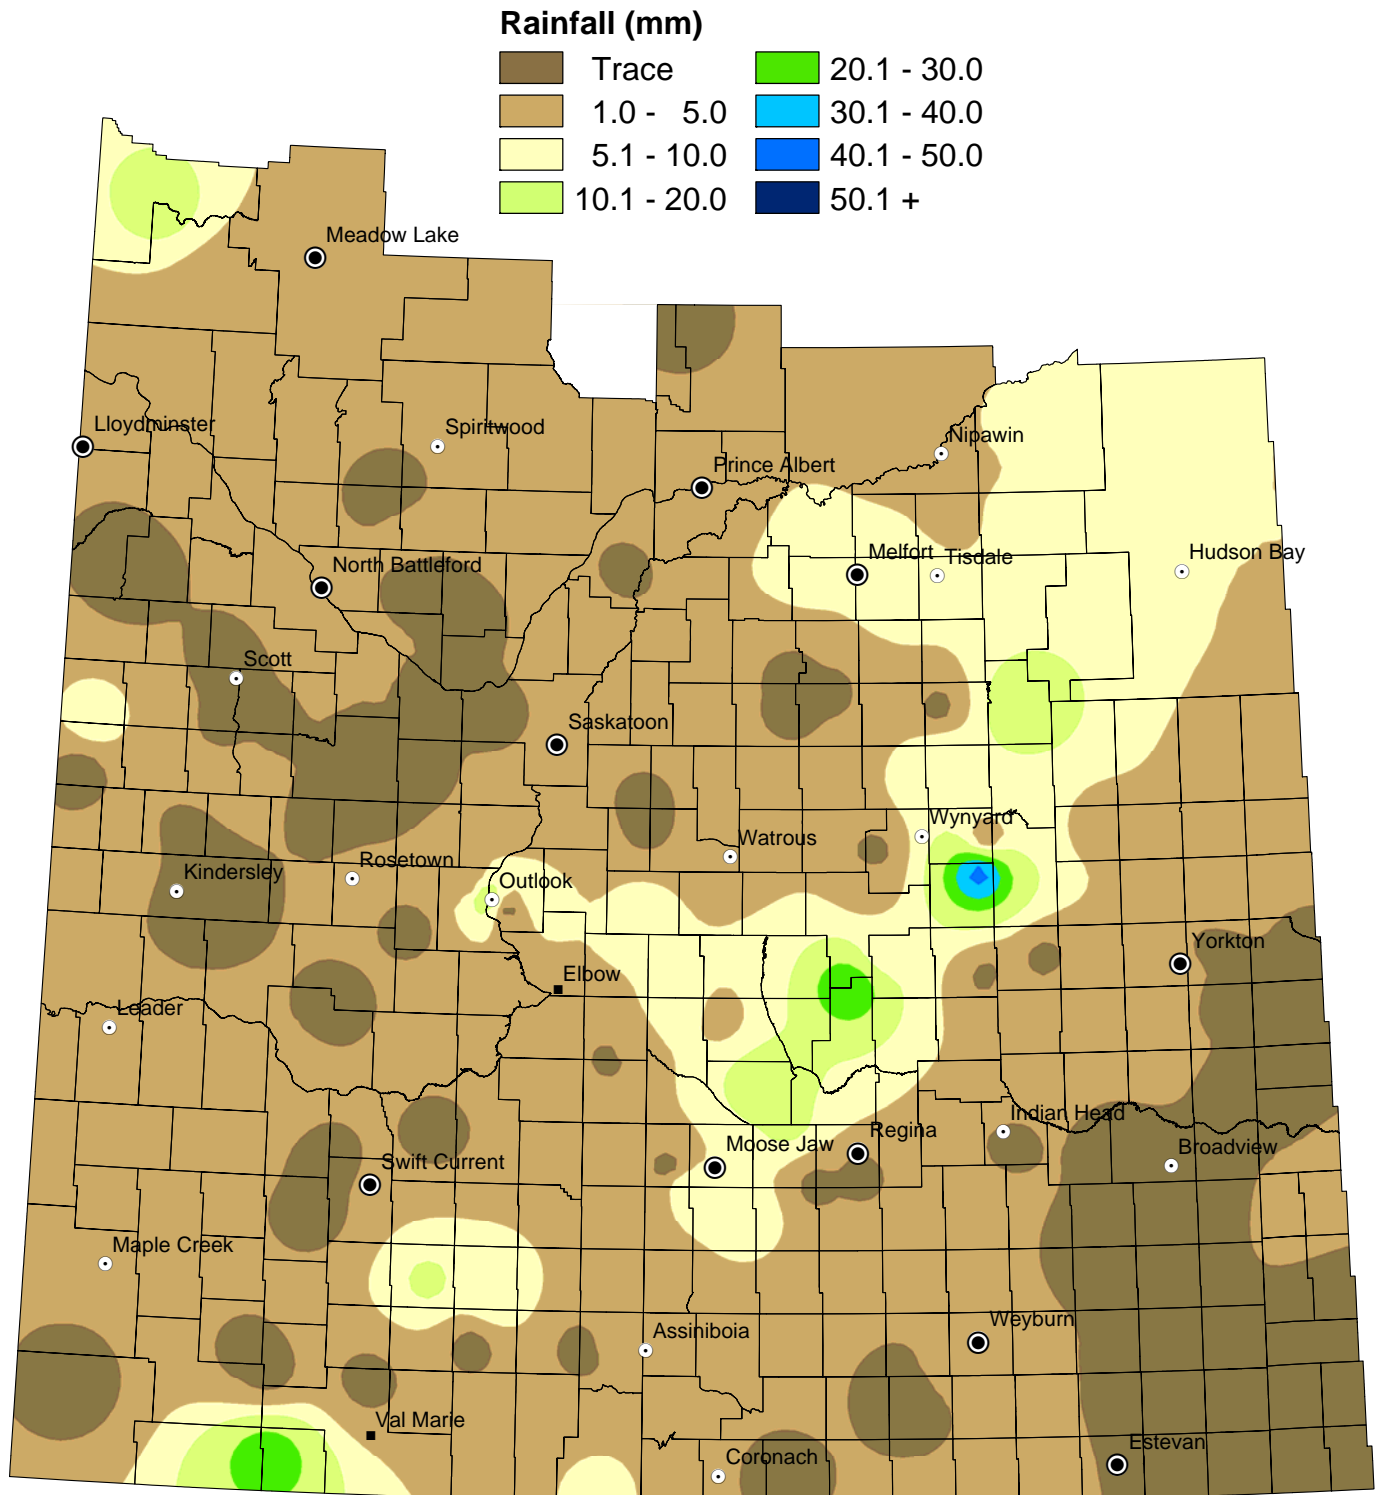 Rainfall (mm)
Trace
20.1 - 30.0
1.0 - 5.0
30.1 - 40.0
5.1 - 10.0
40.1 - 50.0
10.1 - 20.0
50.1 +
Meadow Lake
Lloydminster
Spiritwood
Nipawin
Prince Albert
North Battleford
Melfort
Tisdale
Hudson Bay
Scott
Saskatoon
Wynyard
Watrous
Rosetown
Kindersley
Outlook
Yorkton
Elbow
Leader
Indian Head
Regina
Moose Jaw
Broadview
Swift Current
Maple Creek
Weyburn
Assiniboia
Val Marie
Estevan
Coronach